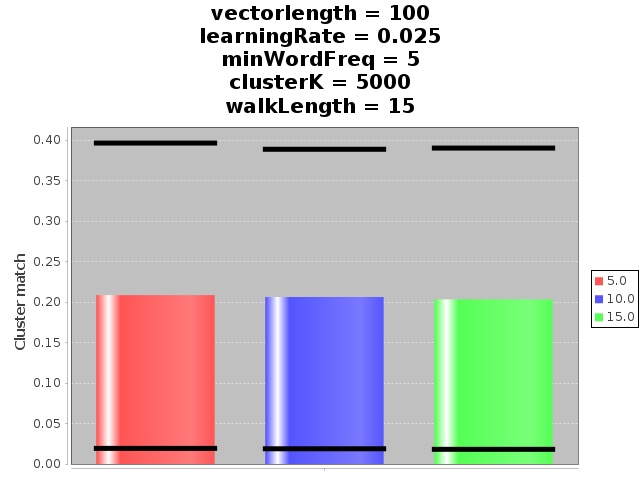 vectorlength = 100
learningRate = 0.025
minWordFreq = 5
clusterK = 5000
walkLength = 15
0.40
0.35
0.30
0.25
0.20
0.15
0.10
0.05
0.00
Cluster match
5.0
10.0
15.0